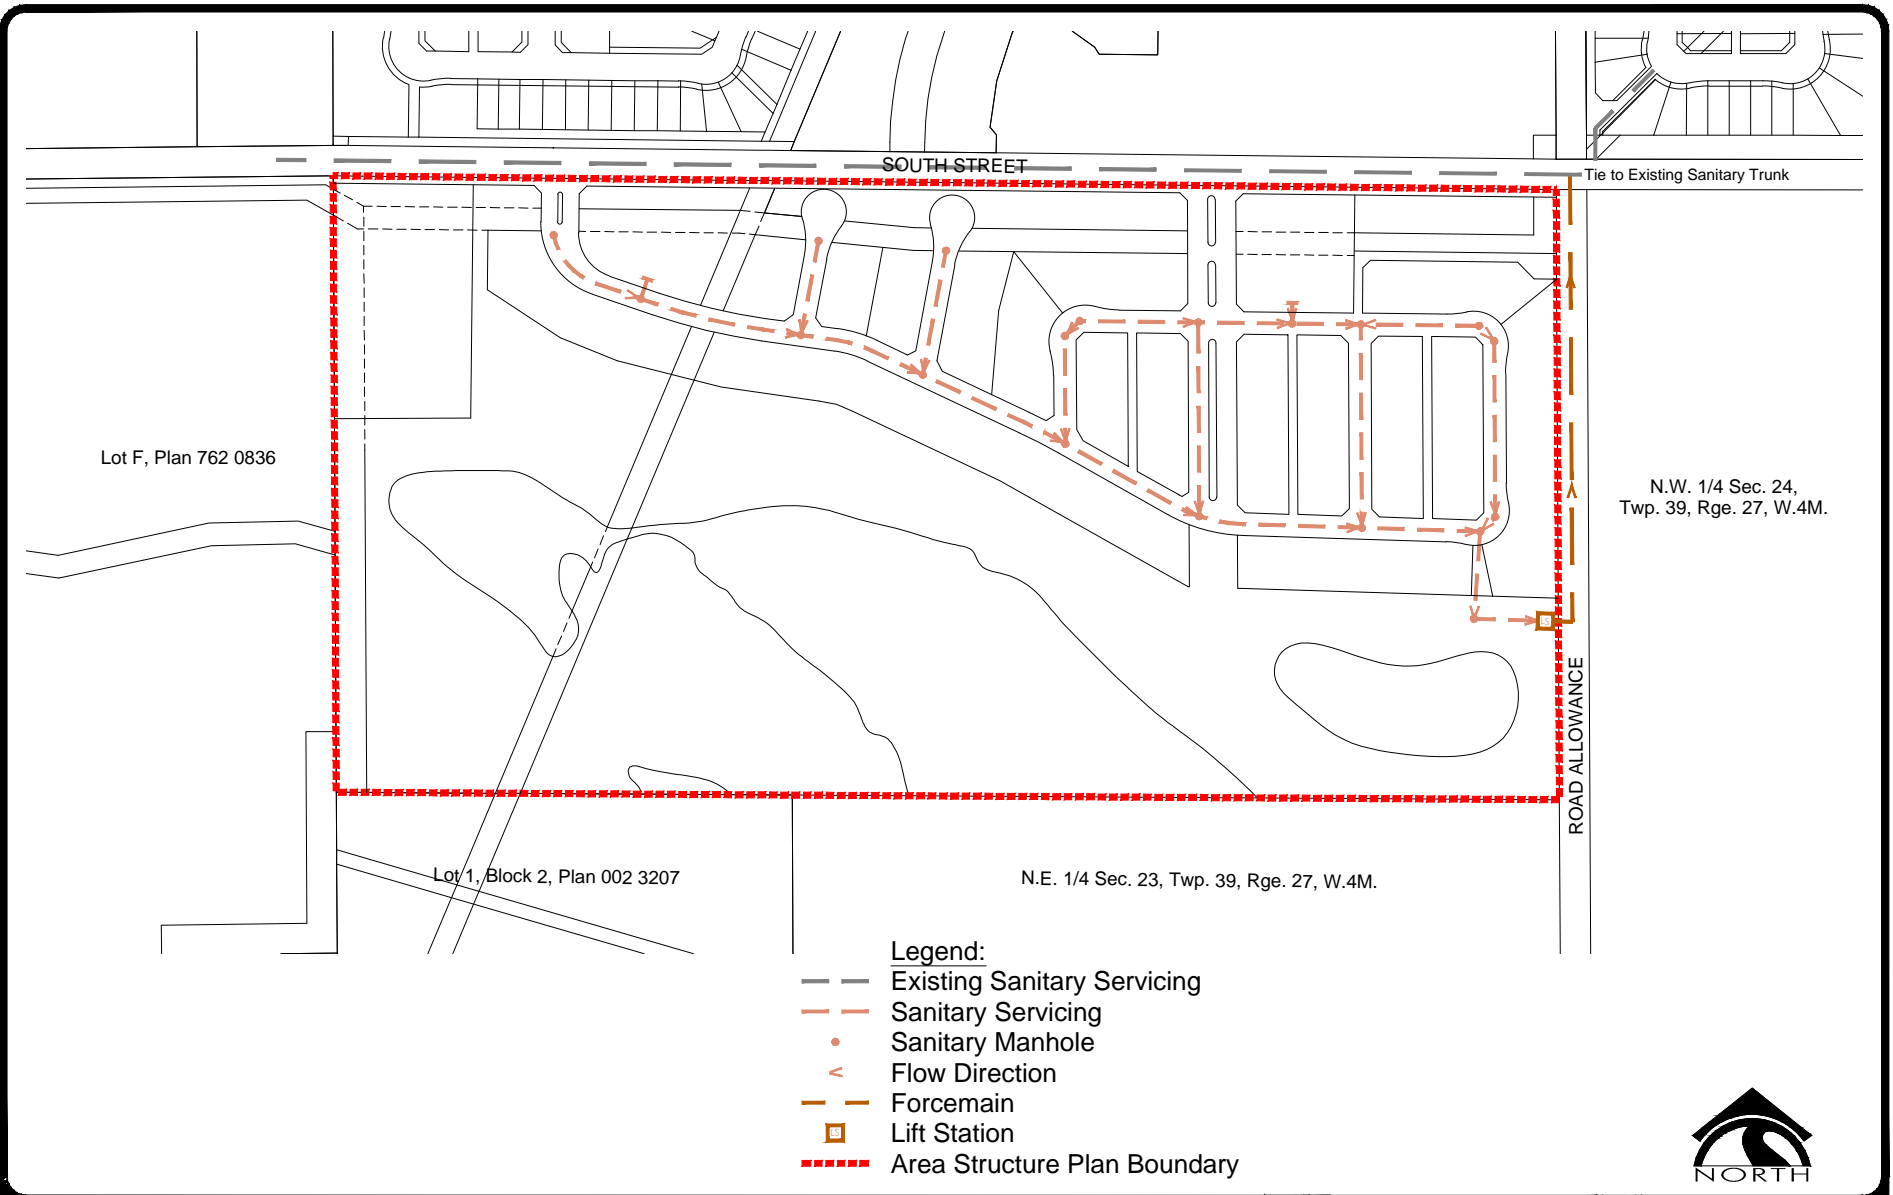 SOUTH STREET
Tie to Existing Sanitary Trunk
Lot F, Plan 762 0836
N.W. 1/4 Sec. 24,
Twp. 39, Rge. 27, W.4M.
LS
ROAD ALLOWANCE
Lot 1, Block 2, Plan 002 3207
N.E. 1/4 Sec. 23, Twp. 39, Rge. 27, W.4M.
Legend:
Existing Sanitary Servicing
Sanitary Servicing
Sanitary Manhole
Flow Direction
Forcemain
LS
Lift Station
Area Structure Plan Boundary
NORTH